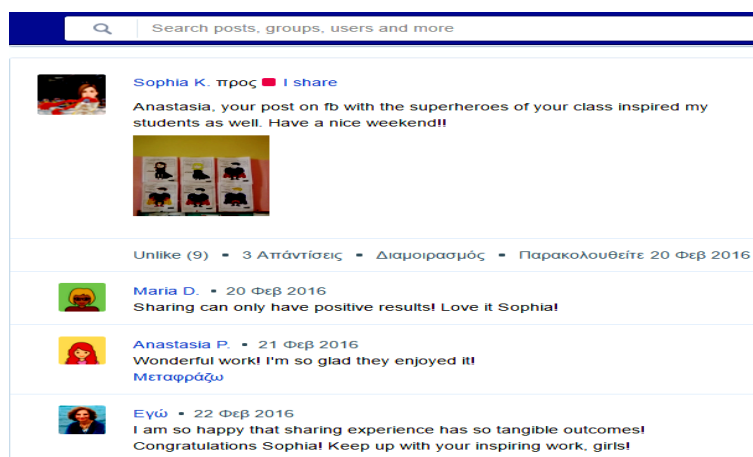 Search posts, groups, users and more
Sophia K. προς I share
Anastasia, your post on fb with the superheroes of your class inspired my
students as well. Have a nice weekend!!
Unlike (9) • 3 Απάντίσεις • Διαμοιρασμός • Παρακολουθείτε 20 Φεβ 2016
Maria D. • 20 Φεβ 2016
Sharing can only have positive results! Love it Sophia!
Anastasia P. • 21 Φεβ 2016
Wonderful work! I'm so glad they enjoyed it!
Μεταφράζω
Εγώ • 22 Φεβ 2016
I am so happy that sharing experience has so tangible outcomes!
Congratulations Sophia! Keep up with your inspiring work, girls!